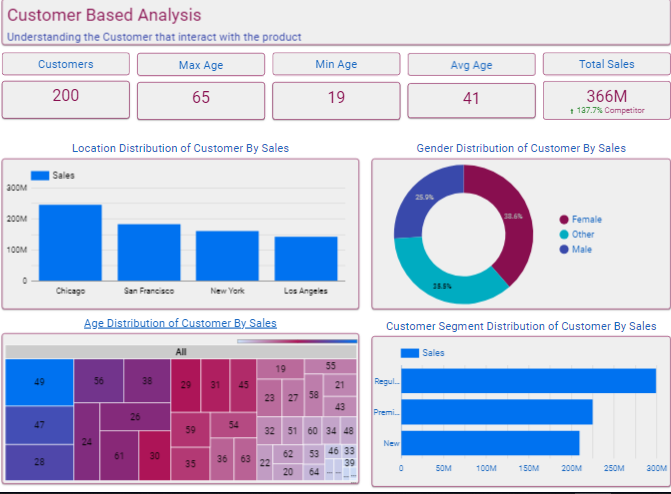 Customer Based Analysis
Understanding the Customer that interact with the product
Customers Max Age Min Age Avg Age Total Sales
200 65 19 41 366M
↑ 137.7% Competitor
Location Distribution of Customer By Sales
Sales
300M
200M
100M
0
Chicago San Francisco New York Los Angeles
Gender Distribution of Customer By Sales
25.9%
38.6%
Female
Other
Male
Age Distribution of Customer By Sales
All
49 56 38 29 31 45 19 55
23 27 58 21
43
47 24 26 59 54 32 51 60 34 48
28 61 30 35 36 63 22 62 53 46 33
20 64 ... ... 39
...
Customer Segment Distribution of Customer By Sales
Sales
Regul...
Premi...
New
0 50M 100M 150M 200M 250M 300M